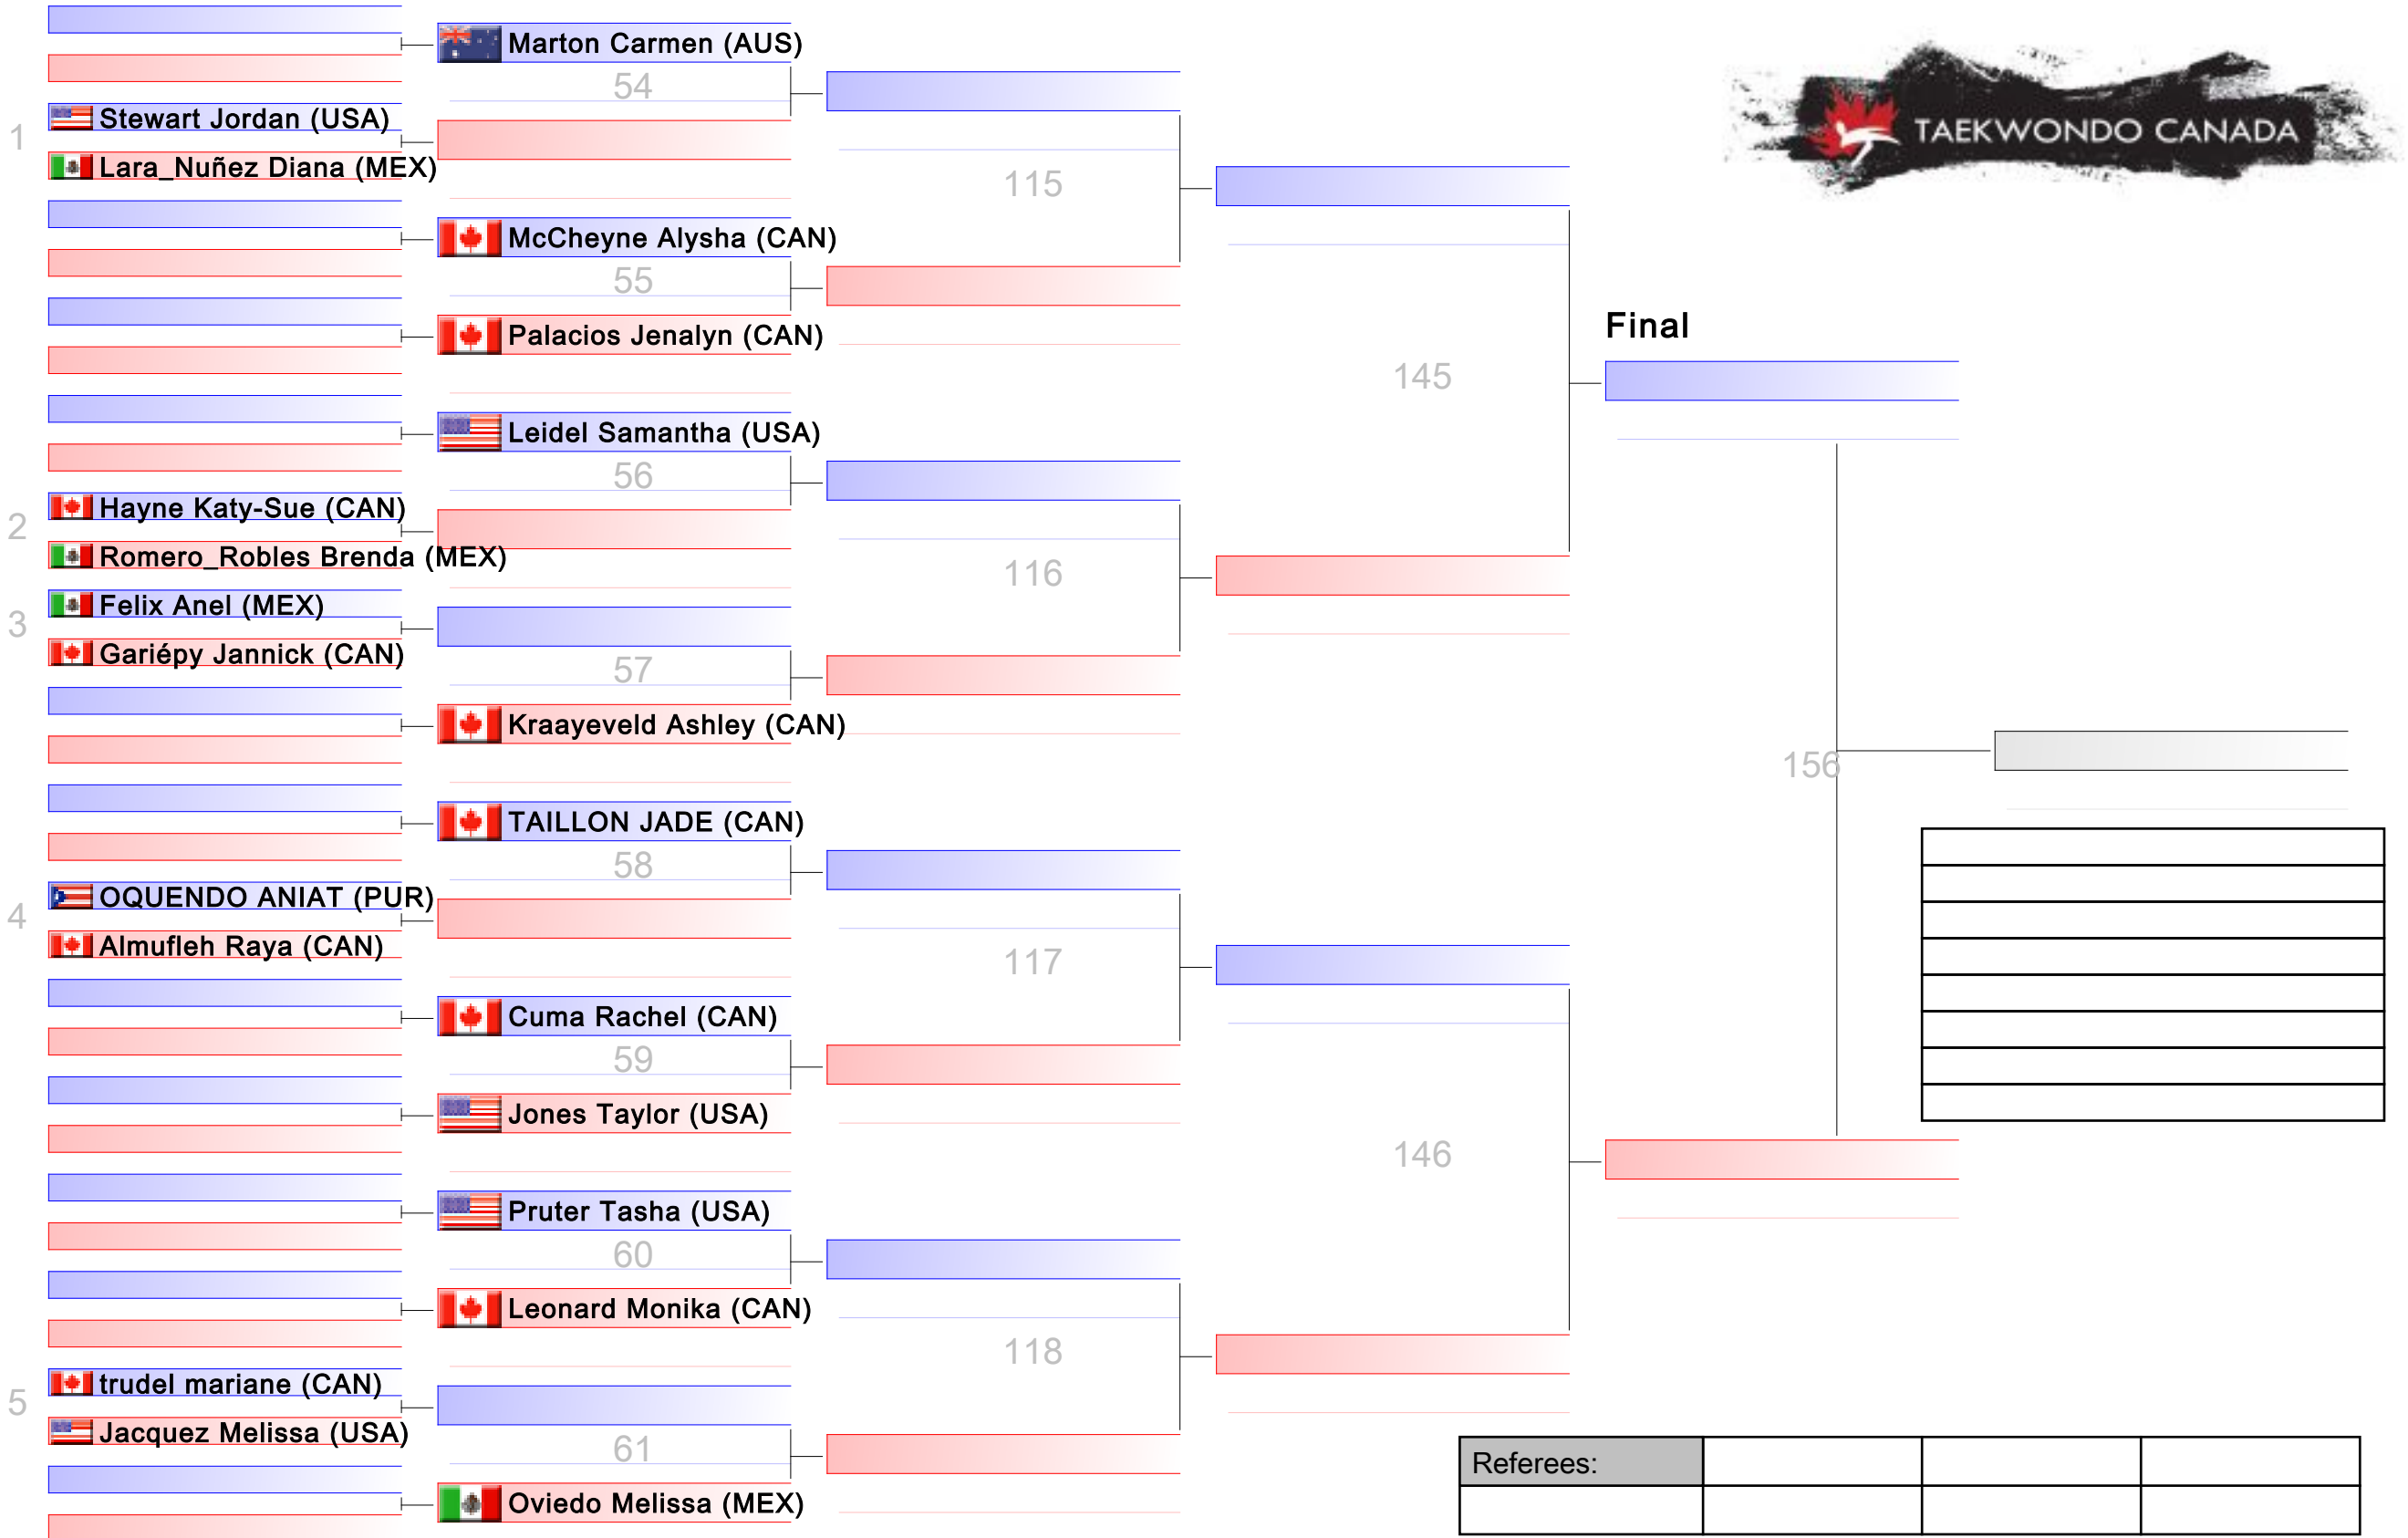 Marton Carmen (AUS)
54
1
Stewart Jordan (USA)
Lara_Nuñez Diana (MEX)
115
McCheyne Alysha (CAN)
55
Palacios Jenalyn (CAN)
TAEKWONDO CANADA
Final
145
Leidel Samantha (USA)
56
2
Hayne Katy-Sue (CAN)
Romero_Robles Brenda (MEX)
116
3
Felix Anel (MEX)
Gariépy Jannick (CAN)
57
Kraayeveld Ashley (CAN)
156
TAILLON JADE (CAN)
58
4
OQUENDO ANIAT (PUR)
Almufleh Raya (CAN)
117
Cuma Rachel (CAN)
59
Jones Taylor (USA)
146
Pruter Tasha (USA)
60
Leonard Monika (CAN)
118
5
trudel mariane (CAN)
Jacquez Melissa (USA)
61
Oviedo Melissa (MEX)
Referees: